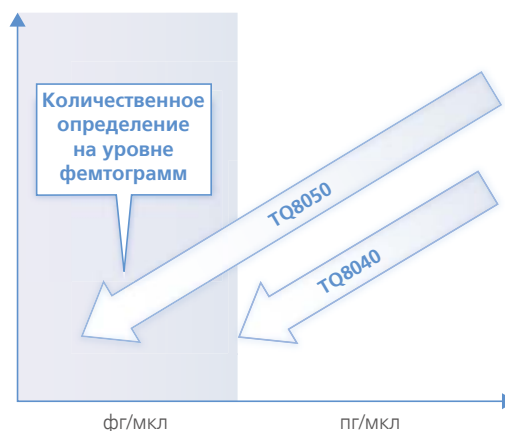 Количественное
определение
на уровне
фемтограмм
TQ8050
TQ8040
фг/мкл
пг/мкл